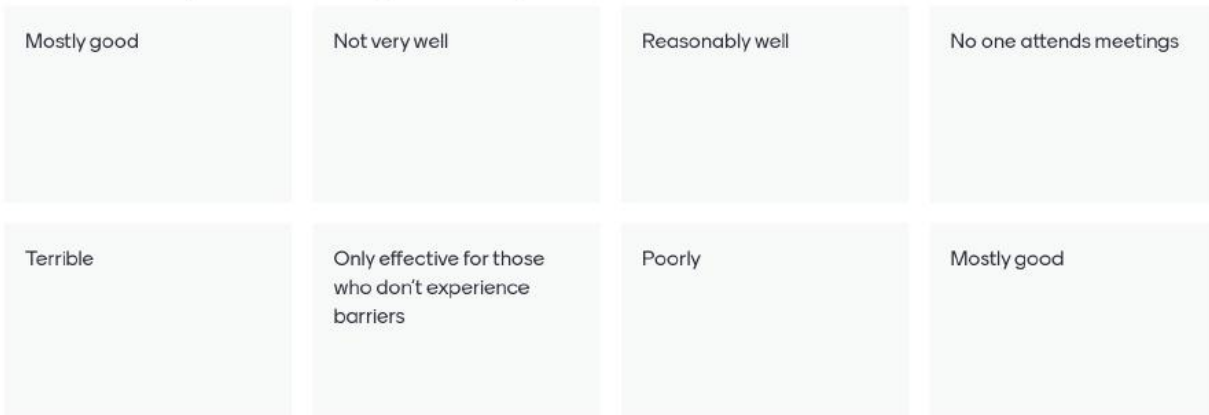 Mostly good
Not very well
Reasonably well
No one attends meetings
Terrible
Only effective for those
who don't experience
barriers
Poorly
Mostly good